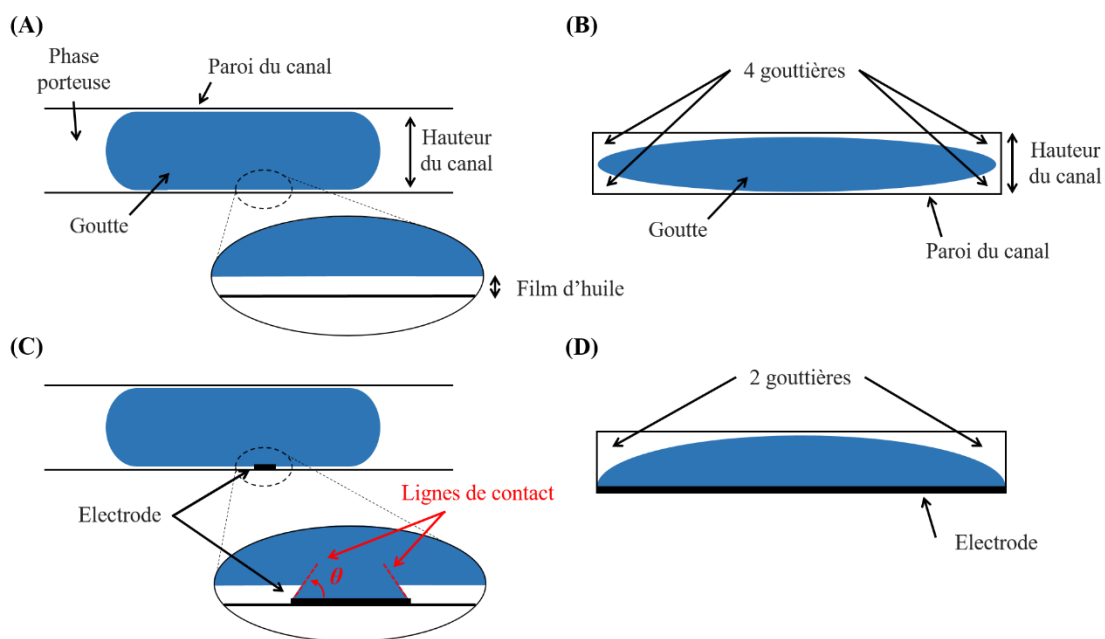 (A)
Phase
porteuse
Paroi du canal
Hauteur
du canal
Goutte
Film d'huile
(B)
4 gouttières
Hauteur
du canal
Goutte
Paroi du canal
(C)
Lignes de contact
Electrode
θ
(D)
2 gouttières
Electrode